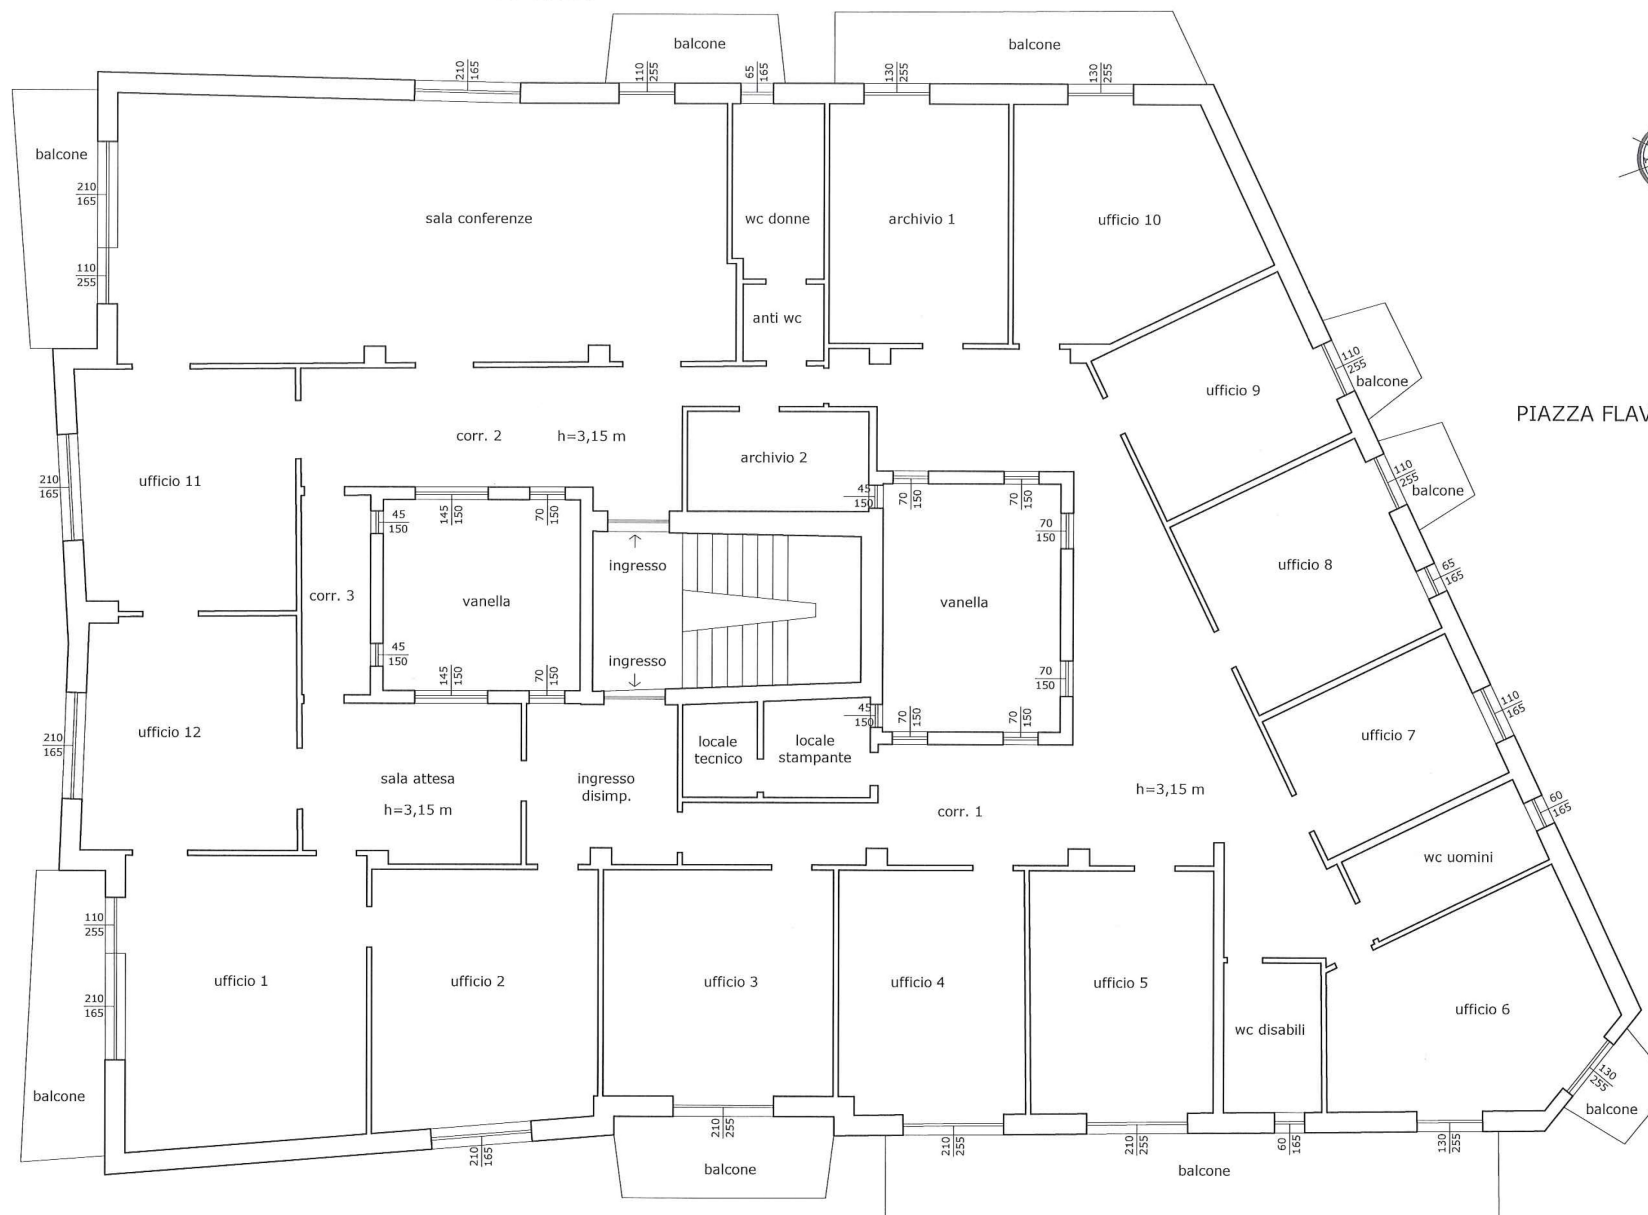 balcone
balcone
210
165
110
255
65
165
130
255
130
255
balcone
210
165
110
255
sala conferenze
wc donne
archivio 1
ufficio 10
anti wc
110
255
balcone
ufficio 9
PIAZZA FLAV
corr. 2
h=3,15 m
archivio 2
ufficio 11
210
165
110
255
balcone
45
150
145
150
70
150
45
150
70
150
70
150
70
150
ingresso
ufficio 8
65
165
corr. 3
vanella
vanella
45
150
145
150
70
150
ingresso
70
150
45
150
70
150
70
150
110
165
ufficio 12
210
165
ufficio 7
locale
tecnico
locale
stampante
sala attesa
h=3,15 m
ingresso
disimp.
corr. 1
h=3,15 m
60
165
wc uomini
110
255
210
165
ufficio 1
ufficio 2
ufficio 3
ufficio 4
ufficio 5
ufficio 6
wc disabili
130
255
balcone
balcone
210
165
210
255
210
255
210
255
60
165
130
255
balcone
balcone